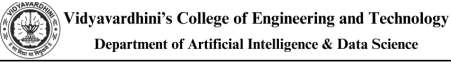 VIDYAVARDHINI
Vidyavardhini's College of Engineering and Technology
Department of Artificial Intelligence & Data Science